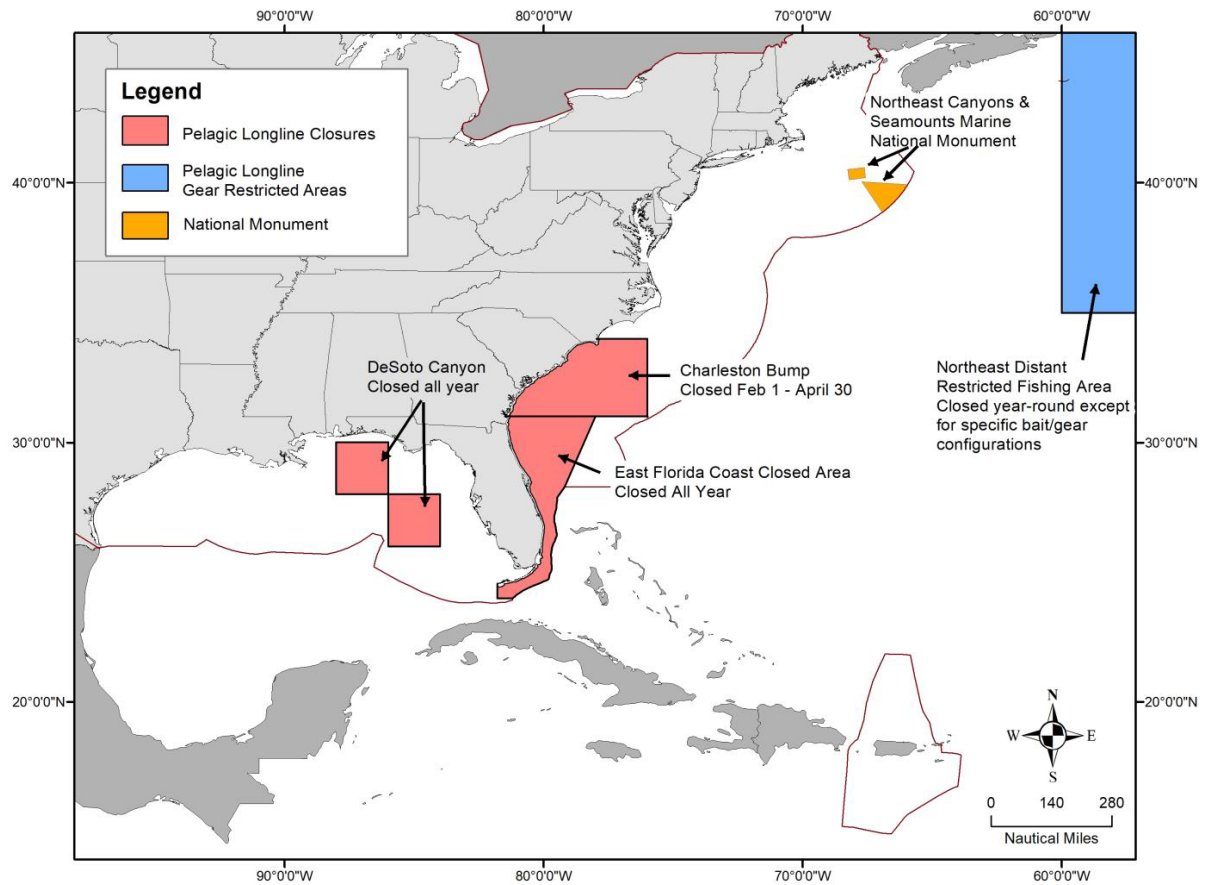 90°0'0"W
80°0'0"W
70°0'0"W
60°0'0"W
Legend
Pelagic Longline Closures
Pelagic Longline
Gear Restricted Areas
National Monument
Northeast Canyons &
Seamounts Marine
National Monument
40°0'0"N
40°0'0"N
DeSoto Canyon
Closed all year
Charleston Bump
Closed Feb 1 - April 30
Northeast Distant
Restricted Fishing Area
Closed year-round except
for specific bait/gear
configurations
30°0'0"N
30°0'0"N
East Florida Coast Closed Area
Closed All Year
20°0'0"N
20°0'0"N
N
W
E
S
0 140 280
Nautical Miles
90°0'0"W
80°0'0"W
70°0'0"W
60°0'0"W